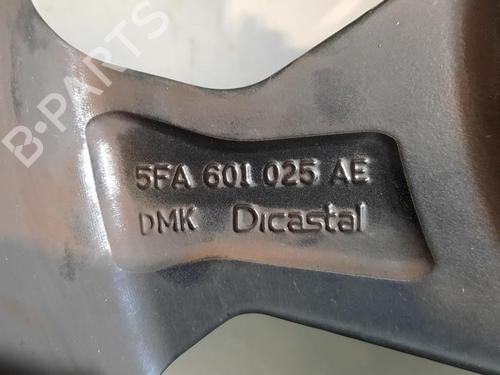 B-PARTS
5FA 601 025 AE
DMK Dicastal